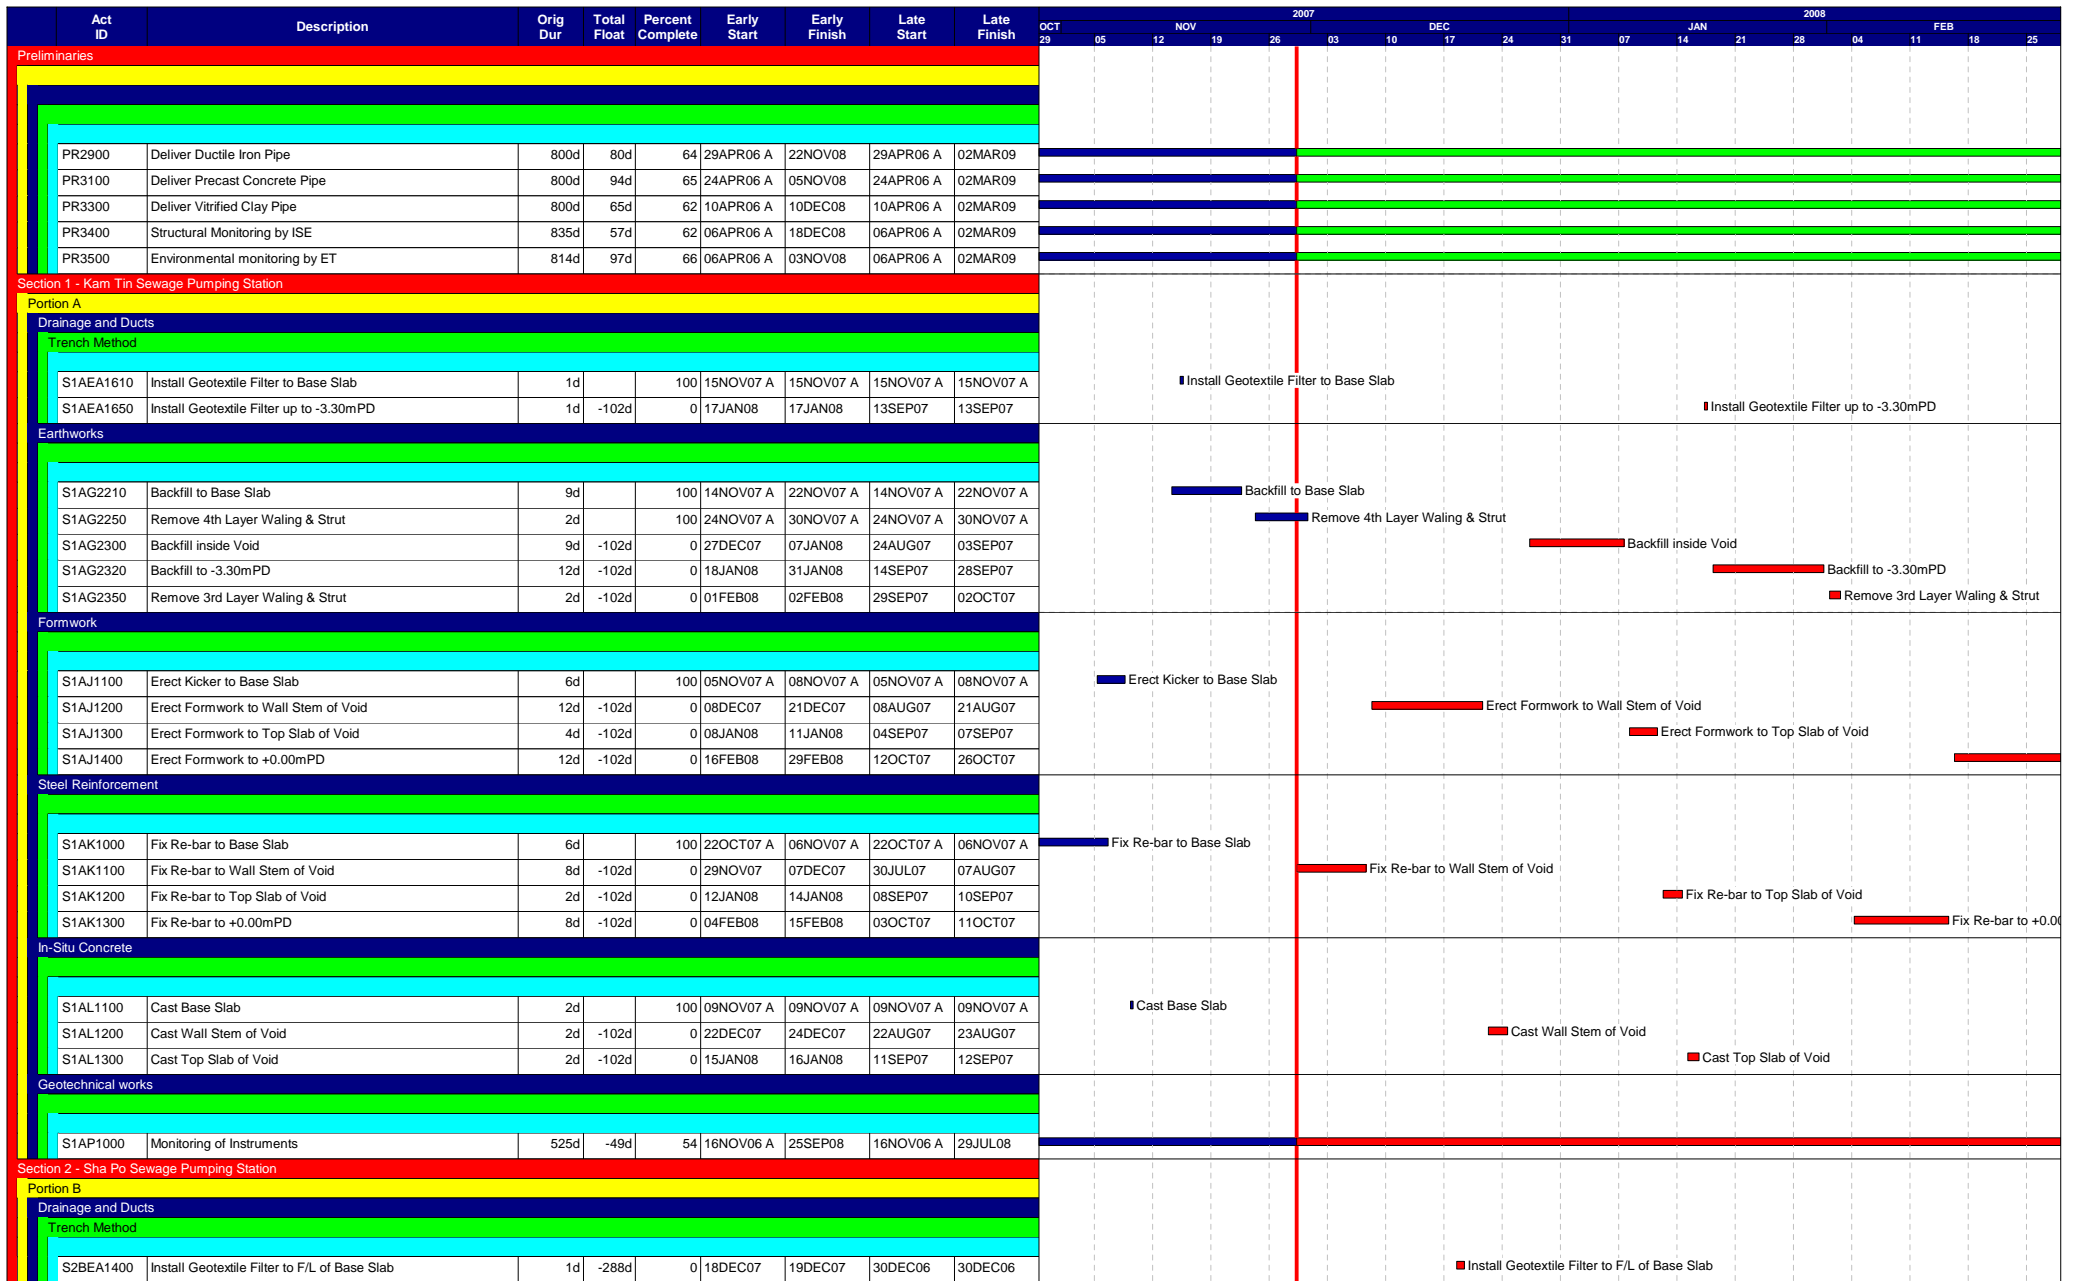 Act ID Description Orig Dur Total Float Percent Complete Early Start Early Finish Late Start Late Finish
2007 2008
OCT NOV DEC JAN FEB
29 05 12 19 26 03 10 17 24 31 07 14 21 28 04 11 18 25
Preliminaries
PR2900 Deliver Ductile Iron Pipe 800d 80d 64 29APR06 A 22NOV08 29APR06 A 02MAR09
PR3100 Deliver Precast Concrete Pipe 800d 94d 65 24APR06 A 05NOV08 24APR06 A 02MAR09
PR3300 Deliver Vitrified Clay Pipe 800d 65d 62 10APR06 A 10DEC08 10APR06 A 02MAR09
PR3400 Structural Monitoring by ISE 835d 57d 62 06APR06 A 18DEC08 06APR06 A 02MAR09
PR3500 Environmental monitoring by ET 814d 97d 66 06APR06 A 03NOV08 06APR06 A 02MAR09
Section 1 - Kam Tin Sewage Pumping Station
Portion A
Drainage and Ducts
Trench Method
S1AEA1610 Install Geotextile Filter to Base Slab 1d 100 15NOV07 A 15NOV07 A 15NOV07 A 15NOV07 A Install Geotextile Filter to Base Slab
S1AEA1650 Install Geotextile Filter up to -3.30mPD 1d -102d 0 17JAN08 17JAN08 13SEP07 13SEP07 Install Geotextile Filter up to -3.30mPD
Earthworks
S1AG2210 Backfill to Base Slab 9d 100 14NOV07 A 22NOV07 A 14NOV07 A 22NOV07 A Backfill to Base Slab
S1AG2250 Remove 4th Layer Waling & Strut 2d 100 24NOV07 A 30NOV07 A 24NOV07 A 30NOV07 A Remove 4th Layer Waling & Strut
S1AG2300 Backfill inside Void 9d -102d 0 27DEC07 07JAN08 24AUG07 03SEP07 Backfill inside Void
S1AG2320 Backfill to -3.30mPD 12d -102d 0 18JAN08 31JAN08 14SEP07 28SEP07 Backfill to -3.30mPD
S1AG2350 Remove 3rd Layer Waling & Strut 2d -102d 0 01FEB08 02FEB08 29SEP07 02OCT07 Remove 3rd Layer Waling & Strut
Formwork
S1AJ1100 Erect Kicker to Base Slab 6d 100 05NOV07 A 08NOV07 A 05NOV07 A 08NOV07 A Erect Kicker to Base Slab
S1AJ1200 Erect Formwork to Wall Stem of Void 12d -102d 0 08DEC07 21DEC07 08AUG07 21AUG07 Erect Formwork to Wall Stem of Void
S1AJ1300 Erect Formwork to Top Slab of Void 4d -102d 0 08JAN08 11JAN08 04SEP07 07SEP07 Erect Formwork to Top Slab of Void
S1AJ1400 Erect Formwork to +0.00mPD 12d -102d 0 16FEB08 29FEB08 12OCT07 26OCT07
Steel Reinforcement
S1AK1000 Fix Re-bar to Base Slab 6d 100 22OCT07 A 06NOV07 A 22OCT07 A 06NOV07 A Fix Re-bar to Base Slab
S1AK1100 Fix Re-bar to Wall Stem of Void 8d -102d 0 29NOV07 07DEC07 30JUL07 07AUG07 Fix Re-bar to Wall Stem of Void
S1AK1200 Fix Re-bar to Top Slab of Void 2d -102d 0 12JAN08 14JAN08 08SEP07 10SEP07 Fix Re-bar to Top Slab of Void
S1AK1300 Fix Re-bar to +0.00mPD 8d -102d 0 04FEB08 15FEB08 03OCT07 11OCT07 Fix Re-bar to +0.00
In-Situ Concrete
S1AL1100 Cast Base Slab 2d 100 09NOV07 A 09NOV07 A 09NOV07 A 09NOV07 A Cast Base Slab
S1AL1200 Cast Wall Stem of Void 2d -102d 0 22DEC07 24DEC07 22AUG07 23AUG07 Cast Wall Stem of Void
S1AL1300 Cast Top Slab of Void 2d -102d 0 15JAN08 16JAN08 11SEP07 12SEP07 Cast Top Slab of Void
Geotechnical works
S1AP1000 Monitoring of Instruments 525d -49d 54 16NOV06 A 25SEP08 16NOV06 A 29JUL08
Section 2 - Sha Po Sewage Pumping Station
Portion B
Drainage and Ducts
Trench Method
S2BEA1400 Install Geotextile Filter to F/L of Base Slab 1d -288d 0 18DEC07 19DEC07 30DEC06 30DEC06 Install Geotextile Filter to F/L of Base Slab